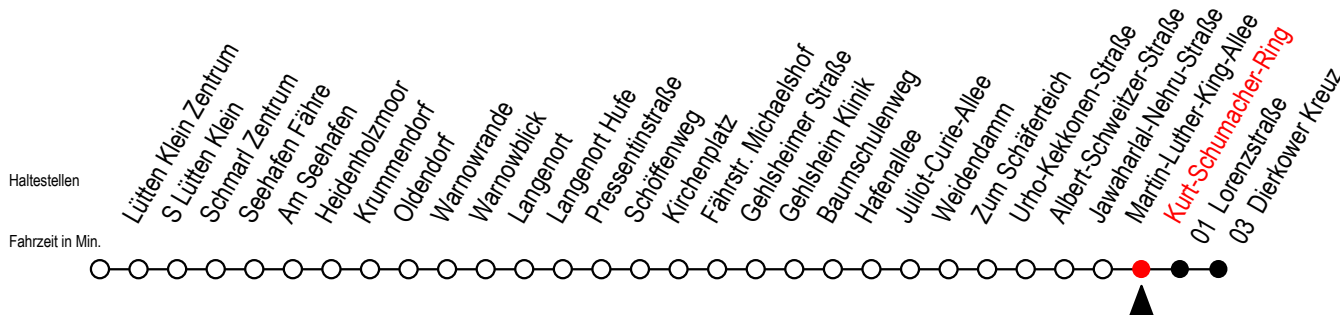 Haltestellen
Fahrzeit in Min.
Lütten Klein Zentrum
S Lütten Klein
Schmarl Zentrum
Seehafen Fähre
Am Seehafen
Heidenholzmoor
Krummendorf
Oldendorf
Warnowrande
Warnowblick
Langenort
Langenort Hufe
Pressentinstraße
Schöffenweg
Kirchenplatz
Fährstr. Michaelshof
Gehlsheimer Straße
Gehlsheim Klinik
Baumschulenweg
Hafenallee
Juliot-Curie-Allee
Weidendamm
Zum Schäferteich
Urho-Kekkonen-Straße
Albert-Schweitzer-Straße
Jawaharlal-Nehru-Straße
Martin-Luther-King-Allee
Kurt-Schumacher-Ring
01 Lorenzstraße
03 Dierkower Kreuz